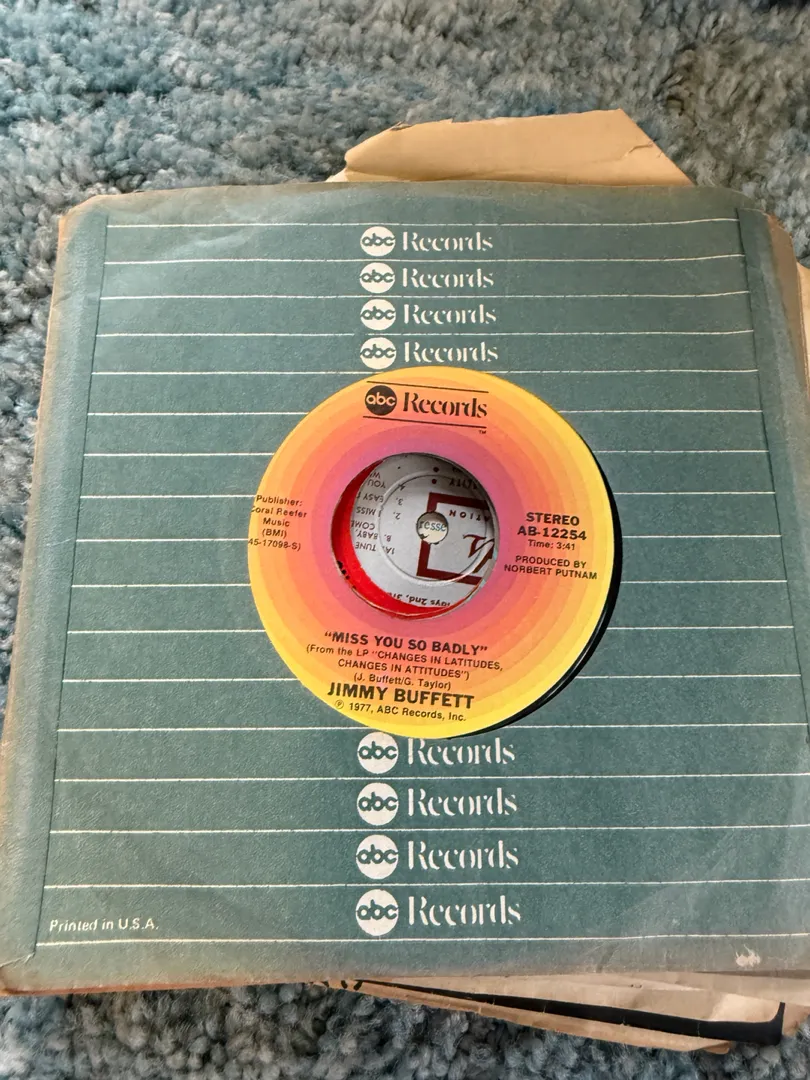 abc Records
abc Records
abc Records
abc Records
abc Records
TM
Publisher:
Coral Reefer
Music
(BMI)
45-17098-S)
STEREO
AB-12254
Time: 3:41
PRODUCED BY
NORBERT PUTNAM
"MISS YOU SO BADLY"
(From the LP "CHANGES IN LATITUDES,
CHANGES IN ATTITUDES")
(J. Buffett/G. Taylor)
JIMMY BUFFETT
℗ 1977, ABC Records, Inc.
abc Records
abc Records
abc Records
abc Records
Printed in U.S.A.